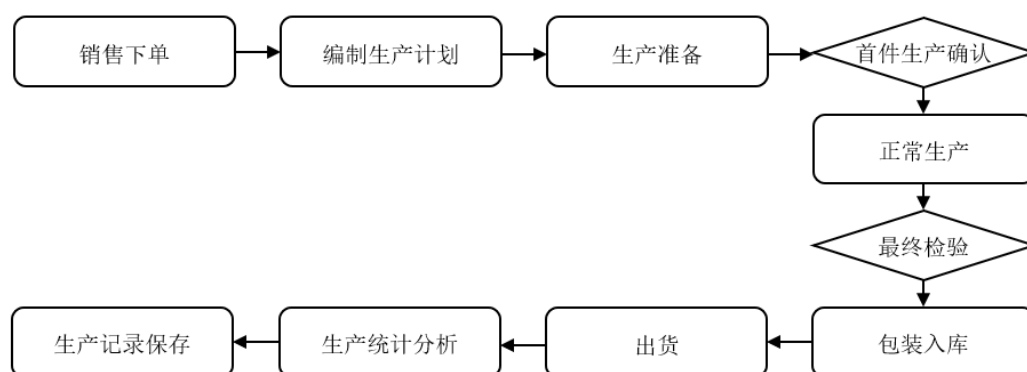 销售下单
编制生产计划
生产准备
首件生产确认
正常生产
最终检验
包装入库
出货
生产统计分析
生产记录保存